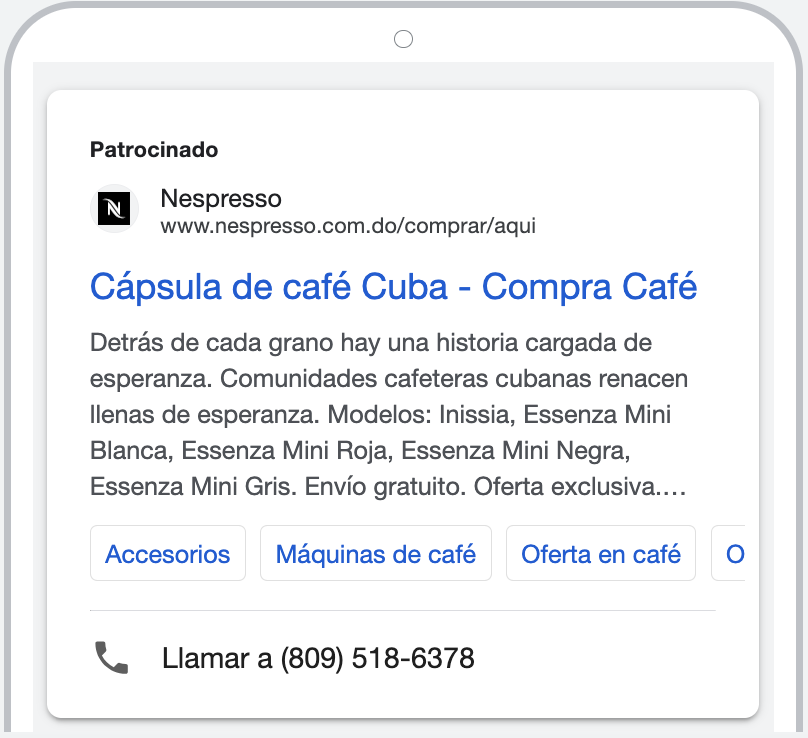 Patrocinado
N
Nespresso
www.nespresso.com.do/comprar/aqui
Cápsula de café Cuba - Compra Café
Detrás de cada grano hay una historia cargada de
esperanza. Comunidades cafeteras cubanas renacen
llenas de esperanza. Modelos: Inissia, Essenza Mini
Blanca, Essenza Mini Roja, Essenza Mini Negra,
Essenza Mini Gris. Envío gratuito. Oferta exclusiva....
Accesorios Máquinas de café Oferta en café O
Llamar a (809) 518-6378